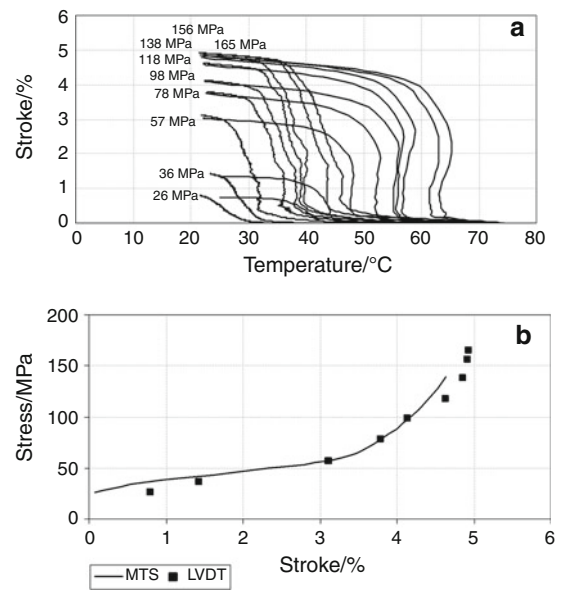 a
6
5
4
3
2
1
0
Stroke/%
156 MPa
138 MPa 165 MPa
118 MPa
98 MPa
78 MPa
57 MPa
36 MPa
26 MPa
0 10 20 30 40 50 60 70 80
Temperature/°C
b
200
150
100
50
0
Stress/MPa
0 1 2 3 4 5 6
Stroke/%
MTS LVDT